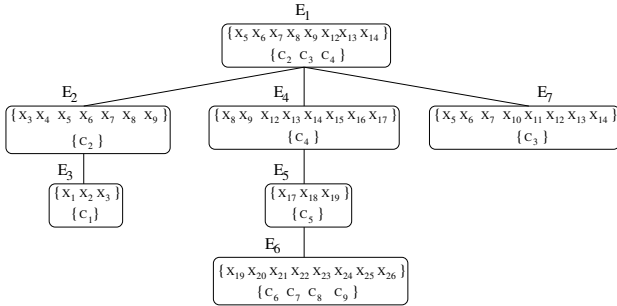 E₁
{X₅ X₆ X₇ X₈ X₉ X₁₂X₁₃ X₁₄ }
{C₂ C₃ C₄ }
E₂ E₄ E₇
{X₃ X₄ X₅ X₆ X₇ X₈ X₉ } {X₈ X₉ X₁₂ X₁₃ X₁₄ X₁₅ X₁₆ X₁₇ } {X₅ X₆ X₇ X₁₀ X₁₁ X₁₂ X₁₃ X₁₄ }
{C₂ } {C₄ } {C₃ }
E₃ E₅
{X₁ X₂ X₃ } {X₁₇ X₁₈ X₁₉ }
{C₁} {C₅ }
E₆
{X₁₉ X₂₀ X₂₁ X₂₂ X₂₃ X₂₄ X₂₅ X₂₆ }
{C₆ C₇ C₈ C₉ }